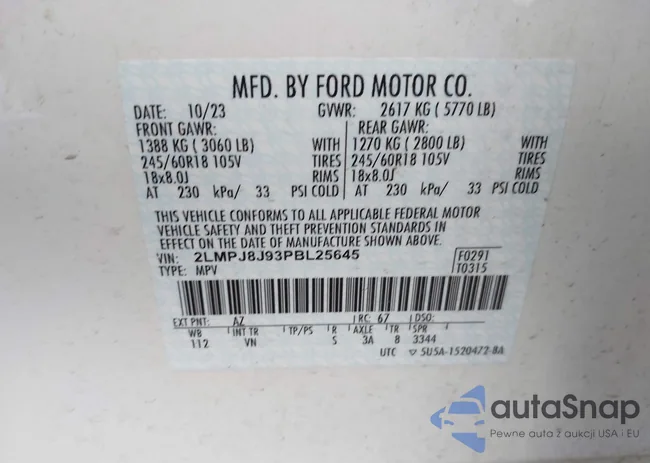 MFD. BY FORD MOTOR CO.
DATE: 10/23 GVWR: 2617 KG ( 5770 LB)
FRONT GAWR: REAR GAWR:
1388 KG ( 3060 LB) WITH 1270 KG ( 2800 LB) WITH
245/60R18 105V TIRES 245/60R18 105V TIRES
18x8.0J RIMS 18x8.0J RIMS
AT 230 kPa/ 33 PSI COLD AT 230 kPa/ 33 PSI COLD
THIS VEHICLE CONFORMS TO ALL APPLICABLE FEDERAL MOTOR
VEHICLE SAFETY AND THEFT PREVENTION STANDARDS IN
EFFECT ON THE DATE OF MANUFACTURE SHOWN ABOVE.
VIN: 2LMPJ8J93PBL25645 F0291
TYPE: MPV T0315
EXT PNT: AZ RC: 67 DSO:
WB INT TR TP/PS R AXLE TR SPR
112 VN S 3A 8 3344
UTC ▽ 5U5A-1520472-BA
autaSnap
Pewne auta z aukcji USA i EU